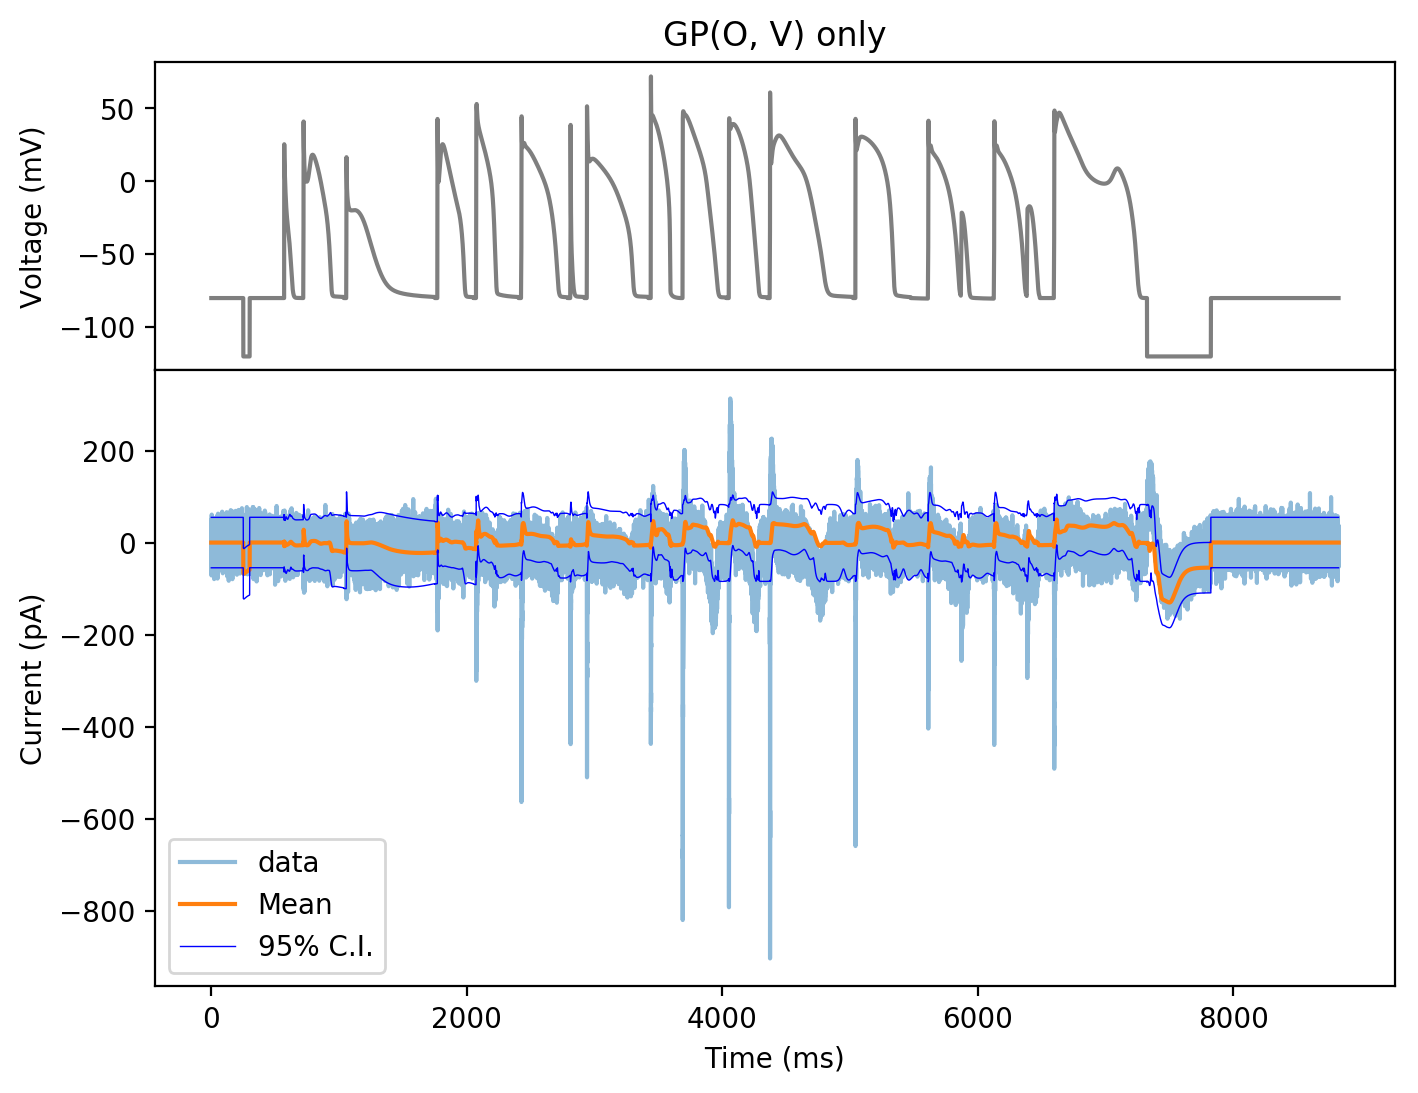 GP(O, V) only
Voltage (mV)
50
0
−50
−100
Current (pA)
200
0
−200
−400
−600
−800
data
Mean
95% C.I.
0 2000 4000 6000 8000
Time (ms)